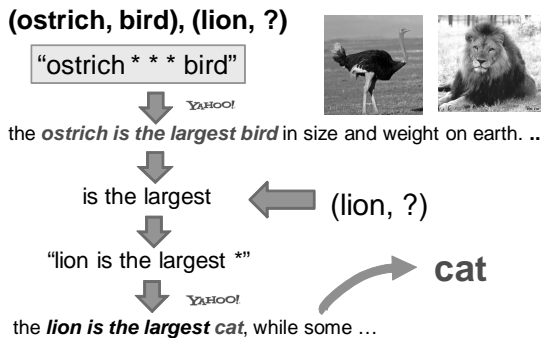 (ostrich, bird), (lion, ?)
“ostrich * * * bird”
YAHOO!
the ostrich is the largest bird in size and weight on earth. ..
is the largest
(lion, ?)
“lion is the largest *”
cat
YAHOO!
the lion is the largest cat, while some …